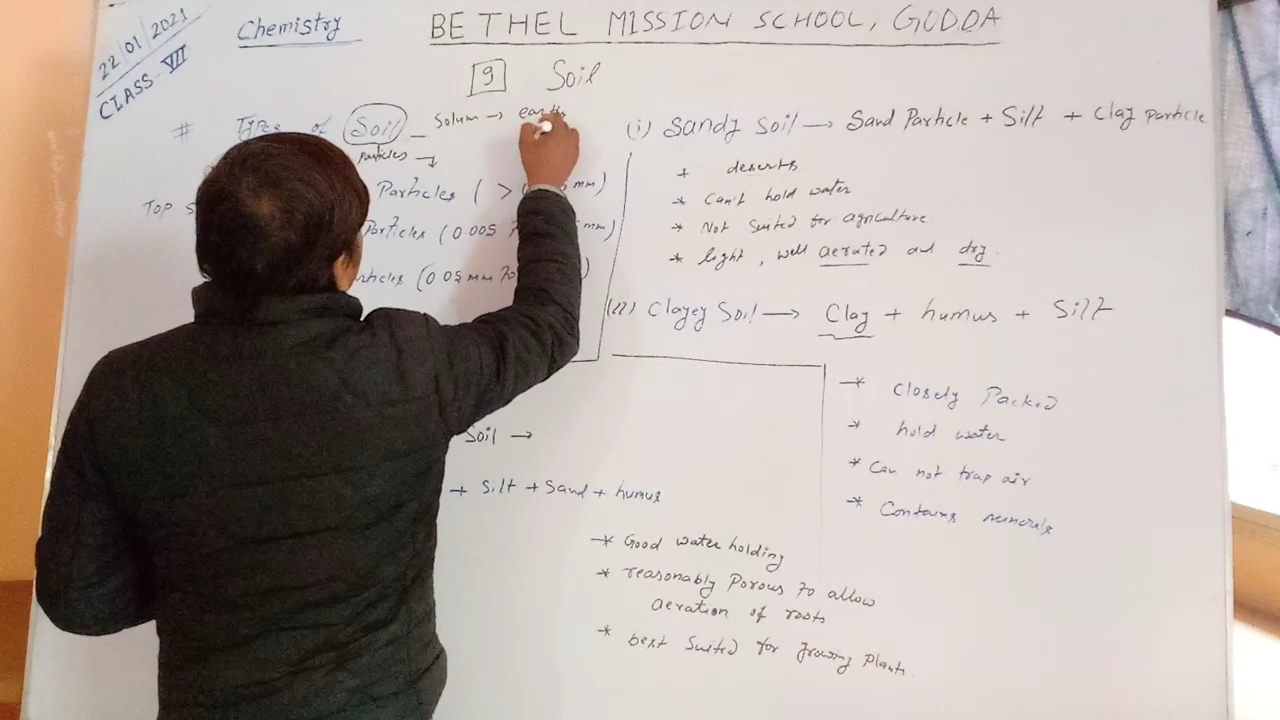 22/01/2021
CLASS - VII
Chemistry
BETHEL MISSION SCHOOL, GODDA
9 Soil
# Types of Soil - Solum → earth
Particles →
Top S
Particles ( > mm)
Particles (0.005 mm)
(0.05 mm to )
Soil →
+ Silt + Sand + humus
* Good water holding
* reasonably Porous to allow
aeration of roots
* best Suited for growing plants
(i) Sandy Soil → Sand Particle + Silt + Clay Particle
* deserts
* Can't hold water
* Not Suited for agriculture
* light, well aerated and dry.
(ii) Clayey Soil → Clay + humus + Silt
* Closely Packed
* hold water
* Can not trap air
* Contains minerals